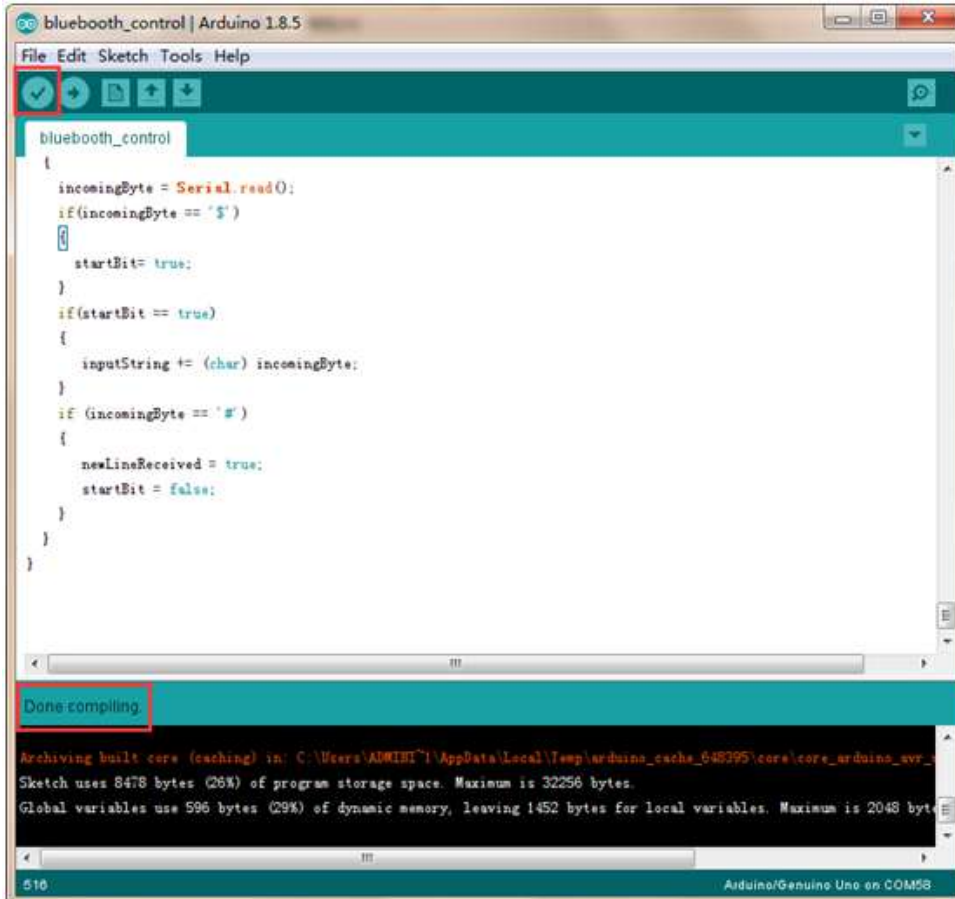 bluebooth_control | Arduino 1.8.5
File Edit Sketch Tools Help
bluebooth_control
{
incomingByte = Serial.read();
if(incomingByte == '$')
{
startBit= true;
}
if(startBit == true)
{
inputString += (char) incomingByte;
}
if (incomingByte == '#')
{
newLineReceived = true;
startBit = false;
}
}
}
Done compiling.
Archiving built core (caching) in: C:\Users\ADMINI~1\AppData\Local\Temp\arduino_cache_648395\core\core_arduino_avr_
Sketch uses 8478 bytes (26%) of program storage space. Maximum is 32256 bytes.
Global variables use 596 bytes (29%) of dynamic memory, leaving 1452 bytes for local variables. Maximum is 2048 byte
516
Arduino/Genuino Uno on COM58